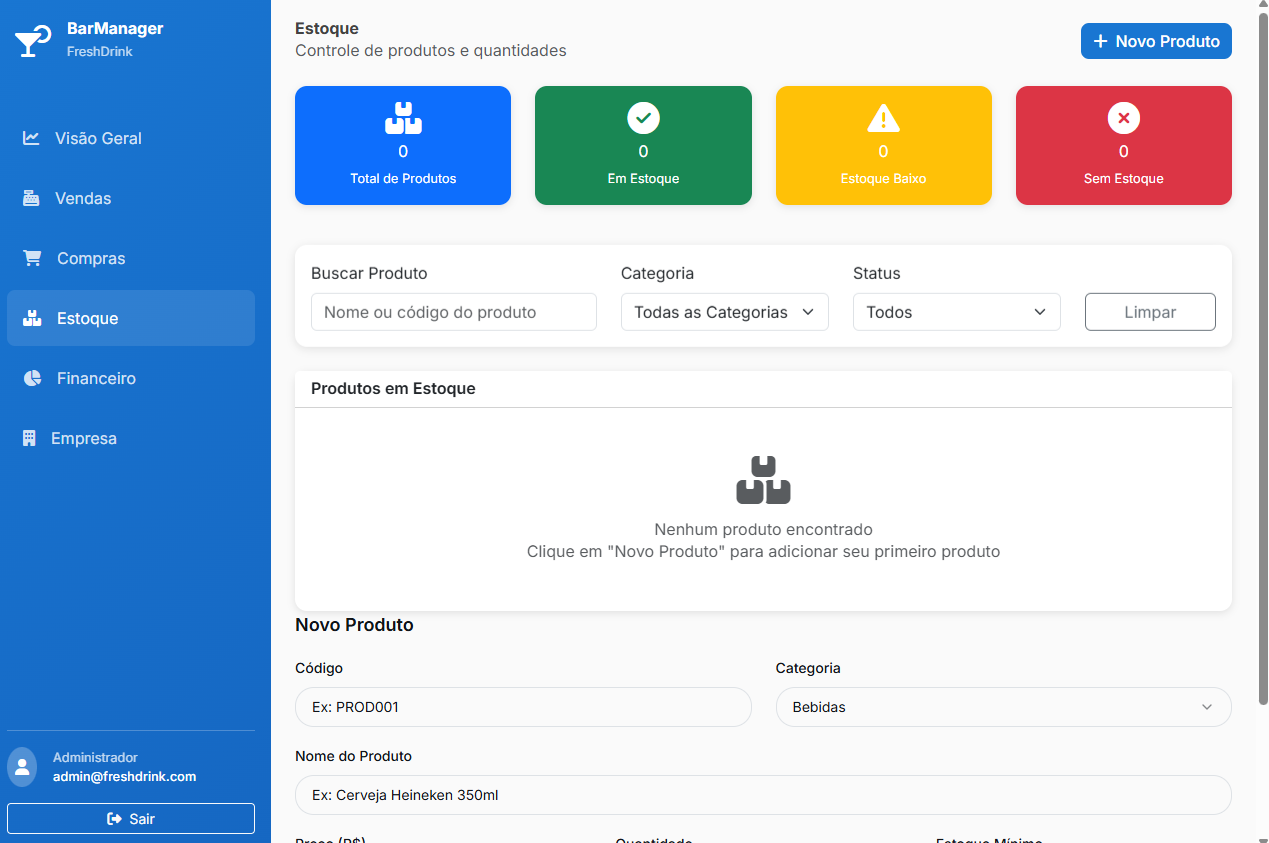 BarManager
FreshDrink
Visão Geral
Vendas
Compras
Estoque
Financeiro
Empresa
Administrador
admin@freshdrink.com
Sair
Estoque
Controle de produtos e quantidades
Novo Produto
0
Total de Produtos
0
Em Estoque
0
Estoque Baixo
0
Sem Estoque
Buscar Produto
Nome ou código do produto
Categoria
Todas as Categorias
Status
Todos
Limpar
Produtos em Estoque
Nenhum produto encontrado
Clique em "Novo Produto" para adicionar seu primeiro produto
Novo Produto
Código
Ex: PROD001
Categoria
Bebidas
Nome do Produto
Ex: Cerveja Heineken 350ml
Preço (R$)
Quantidade
Estoque Mínimo